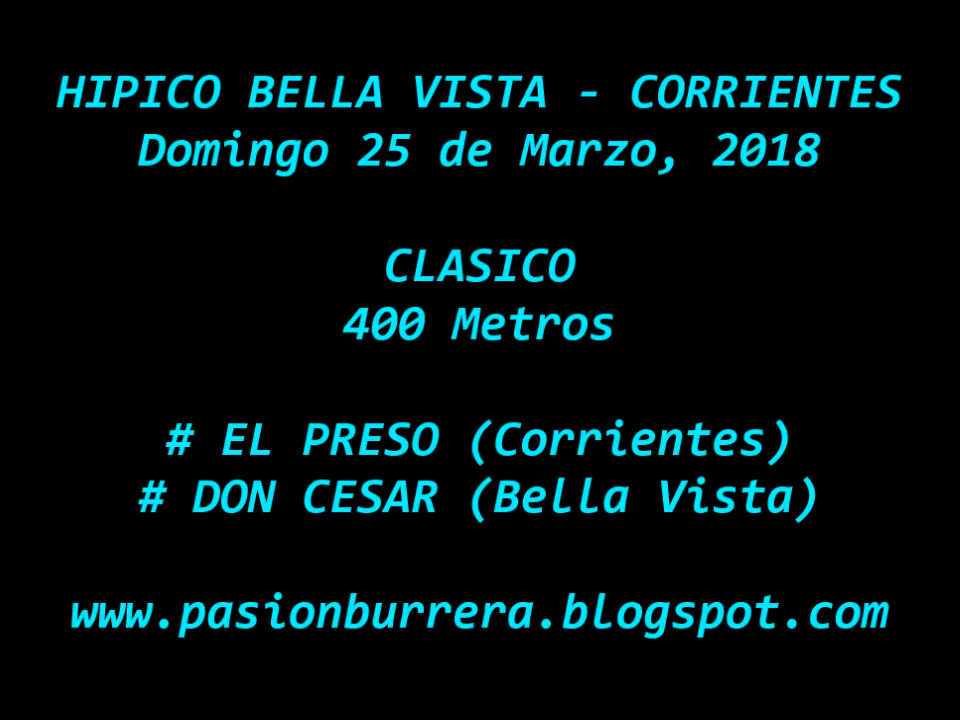 HIPICO BELLA VISTA - CORRIENTES
Domingo 25 de Marzo, 2018
CLASICO
400 Metros
# EL PRESO (Corrientes)
# DON CESAR (Bella Vista)
www.pasionburrera.blogspot.com